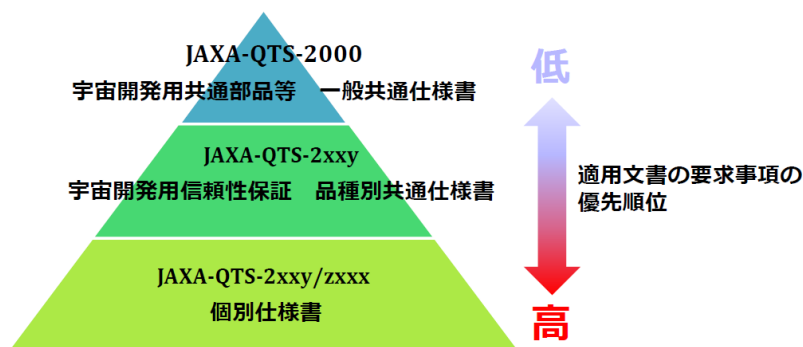 JAXA-QTS-2000
宇宙開発用共通部品等　一般共通仕様書
JAXA-QTS-2xxy
宇宙開発用信頼性保証　品種別共通仕様書
JAXA-QTS-2xxy/zxxx
個別仕様書
低
適用文書の要求事項の
優先順位
高